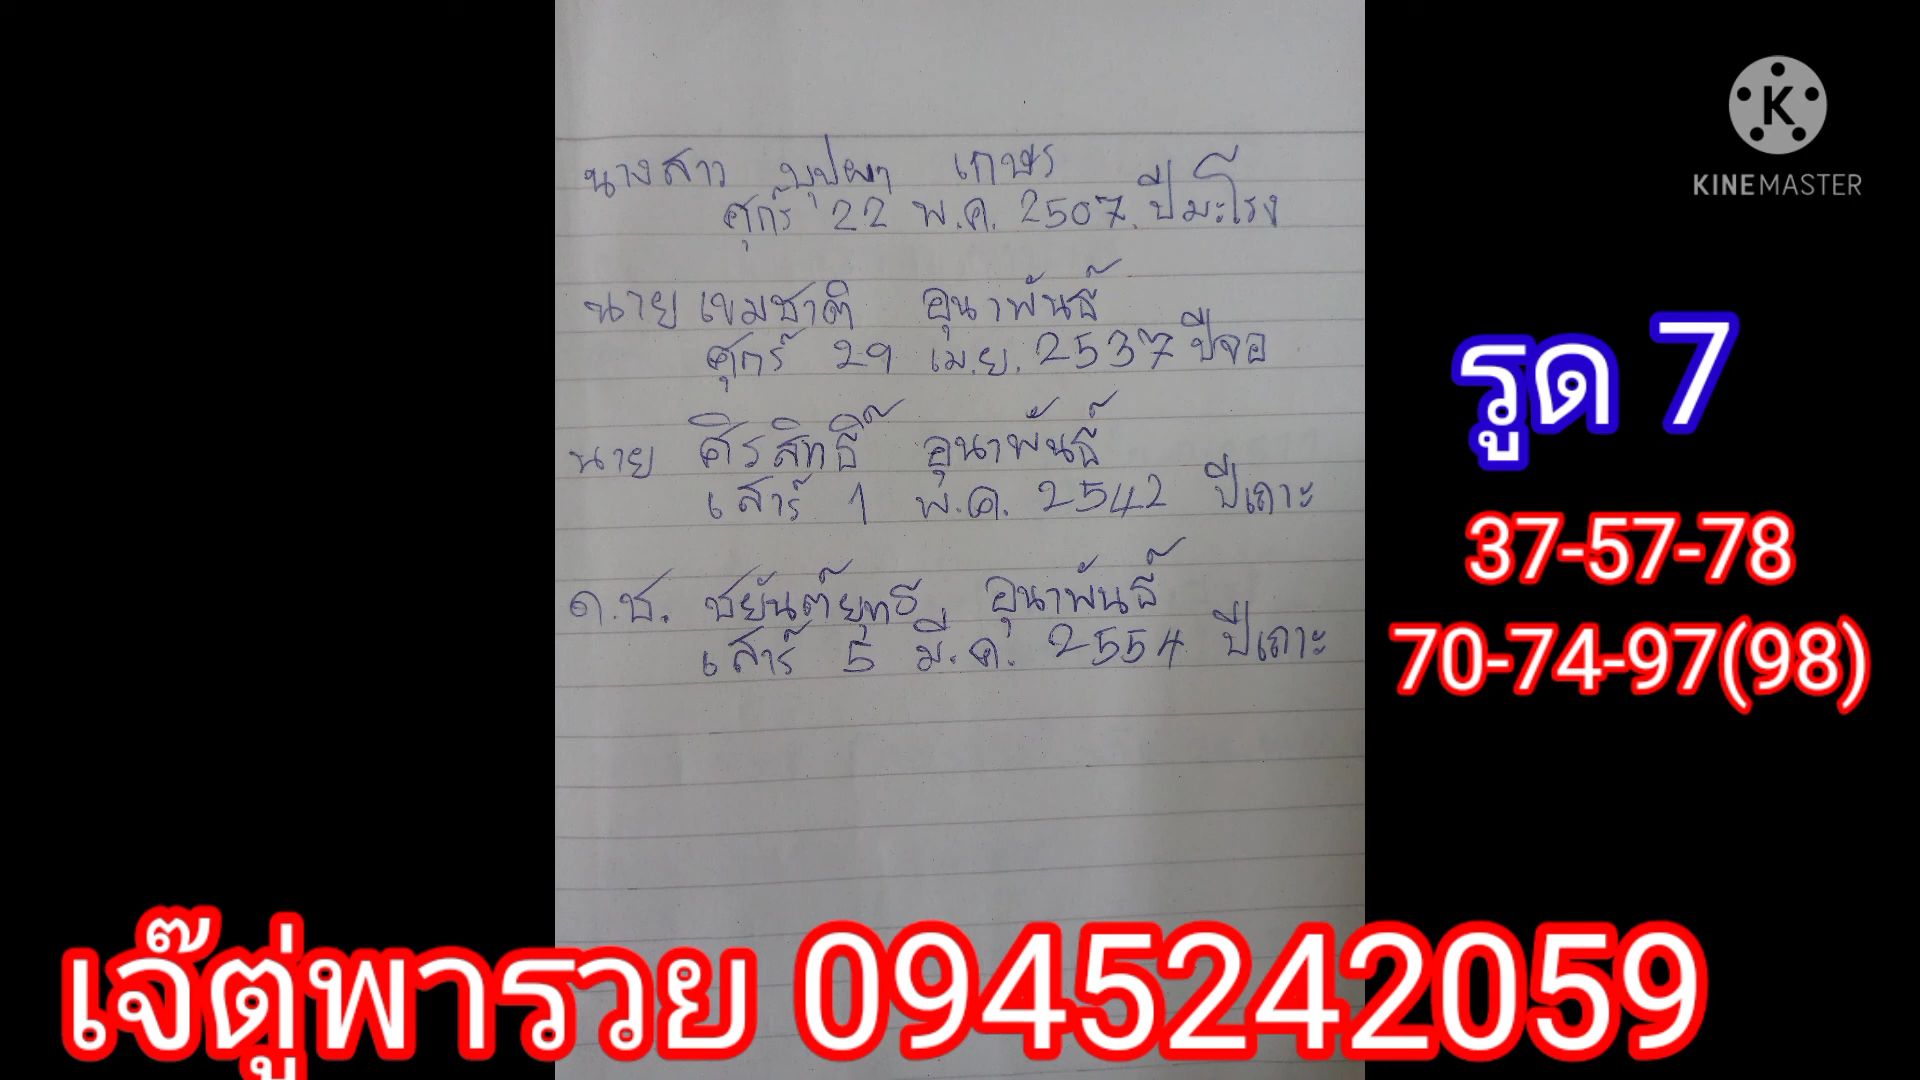 นางสาว บุปผา เกษร
ศุกร์ 22 พ.ค. 2507. ปีมะโรง
นาย เขมชาติ อุนาพันธ์
ศุกร์ 29 เม.ย. 2537 ปีจอ
นาย ศิรสิทธิ์ อุนาพันธ์
เสาร์ 1 พ.ค. 2542 ปีเถาะ
ด.ช. ชยันต์ยุทธ์. อุนาพันธ์
เสาร์ 5 มี.ค. 2554 ปีเถาะ
KINEMASTER
รูด 7
37-57-78
70-74-97(98)
เจ๊ตู่พารวย 0945242059